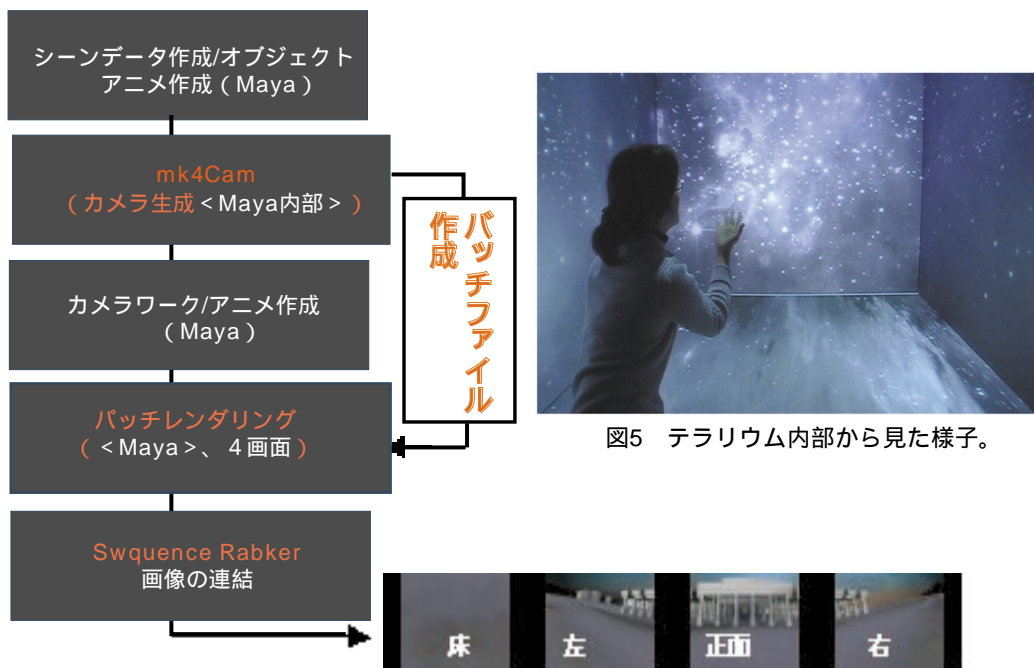 シーンデータ作成/オブジェクト
アニメ作成（Maya）
mk4Cam
（カメラ生成＜Maya内部＞）
カメラワーク/アニメ作成
（Maya）
パッチレンダリング
（＜Maya＞、４画面）
Swquence Rabker
画像の連結
バッチファイル
作成
図5　テラリウム内部から見た様子。
床
左
正面
右